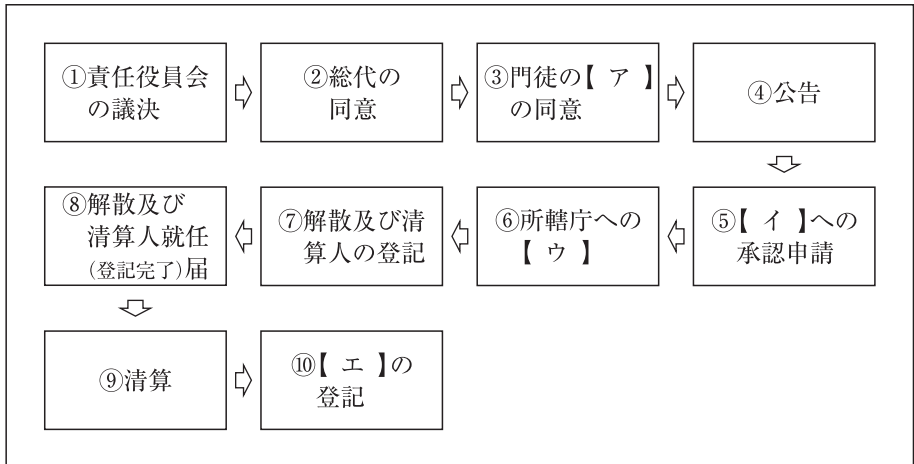 ①責任役員会
の議決
②総代の
同意
③門徒の【 ア 】
の同意
④公告
⑤【 イ 】への
承認申請
⑥所轄庁への
【 ウ 】
⑦解散及び清
算人の登記
⑧解散及び
清算人就任
(登記完了)届
⑨清算
⑩【 エ 】の
登記